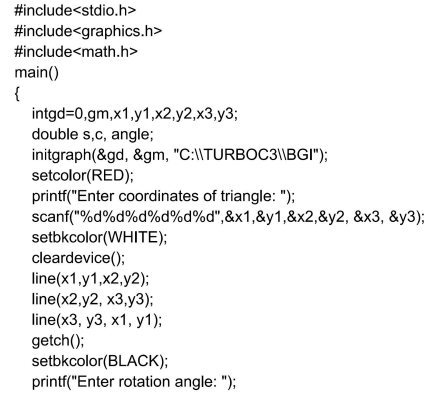 #include<stdio.h>
#include<graphics.h>
#include<math.h>
main()
{
intgd=0,gm,x1,y1,x2,y2,x3,y3;
double s,c, angle;
initgraph(&gd, &gm, "C:\\TURBOC3\\BGI");
setcolor(RED);
printf("Enter coordinates of triangle: ");
scanf("%d%d%d%d%d%d",&x1,&y1,&x2,&y2, &x3, &y3);
setbkcolor(WHITE);
cleardevice();
line(x1,y1,x2,y2);
line(x2,y2, x3,y3);
line(x3, y3, x1, y1);
getch();
setbkcolor(BLACK);
printf("Enter rotation angle: ");